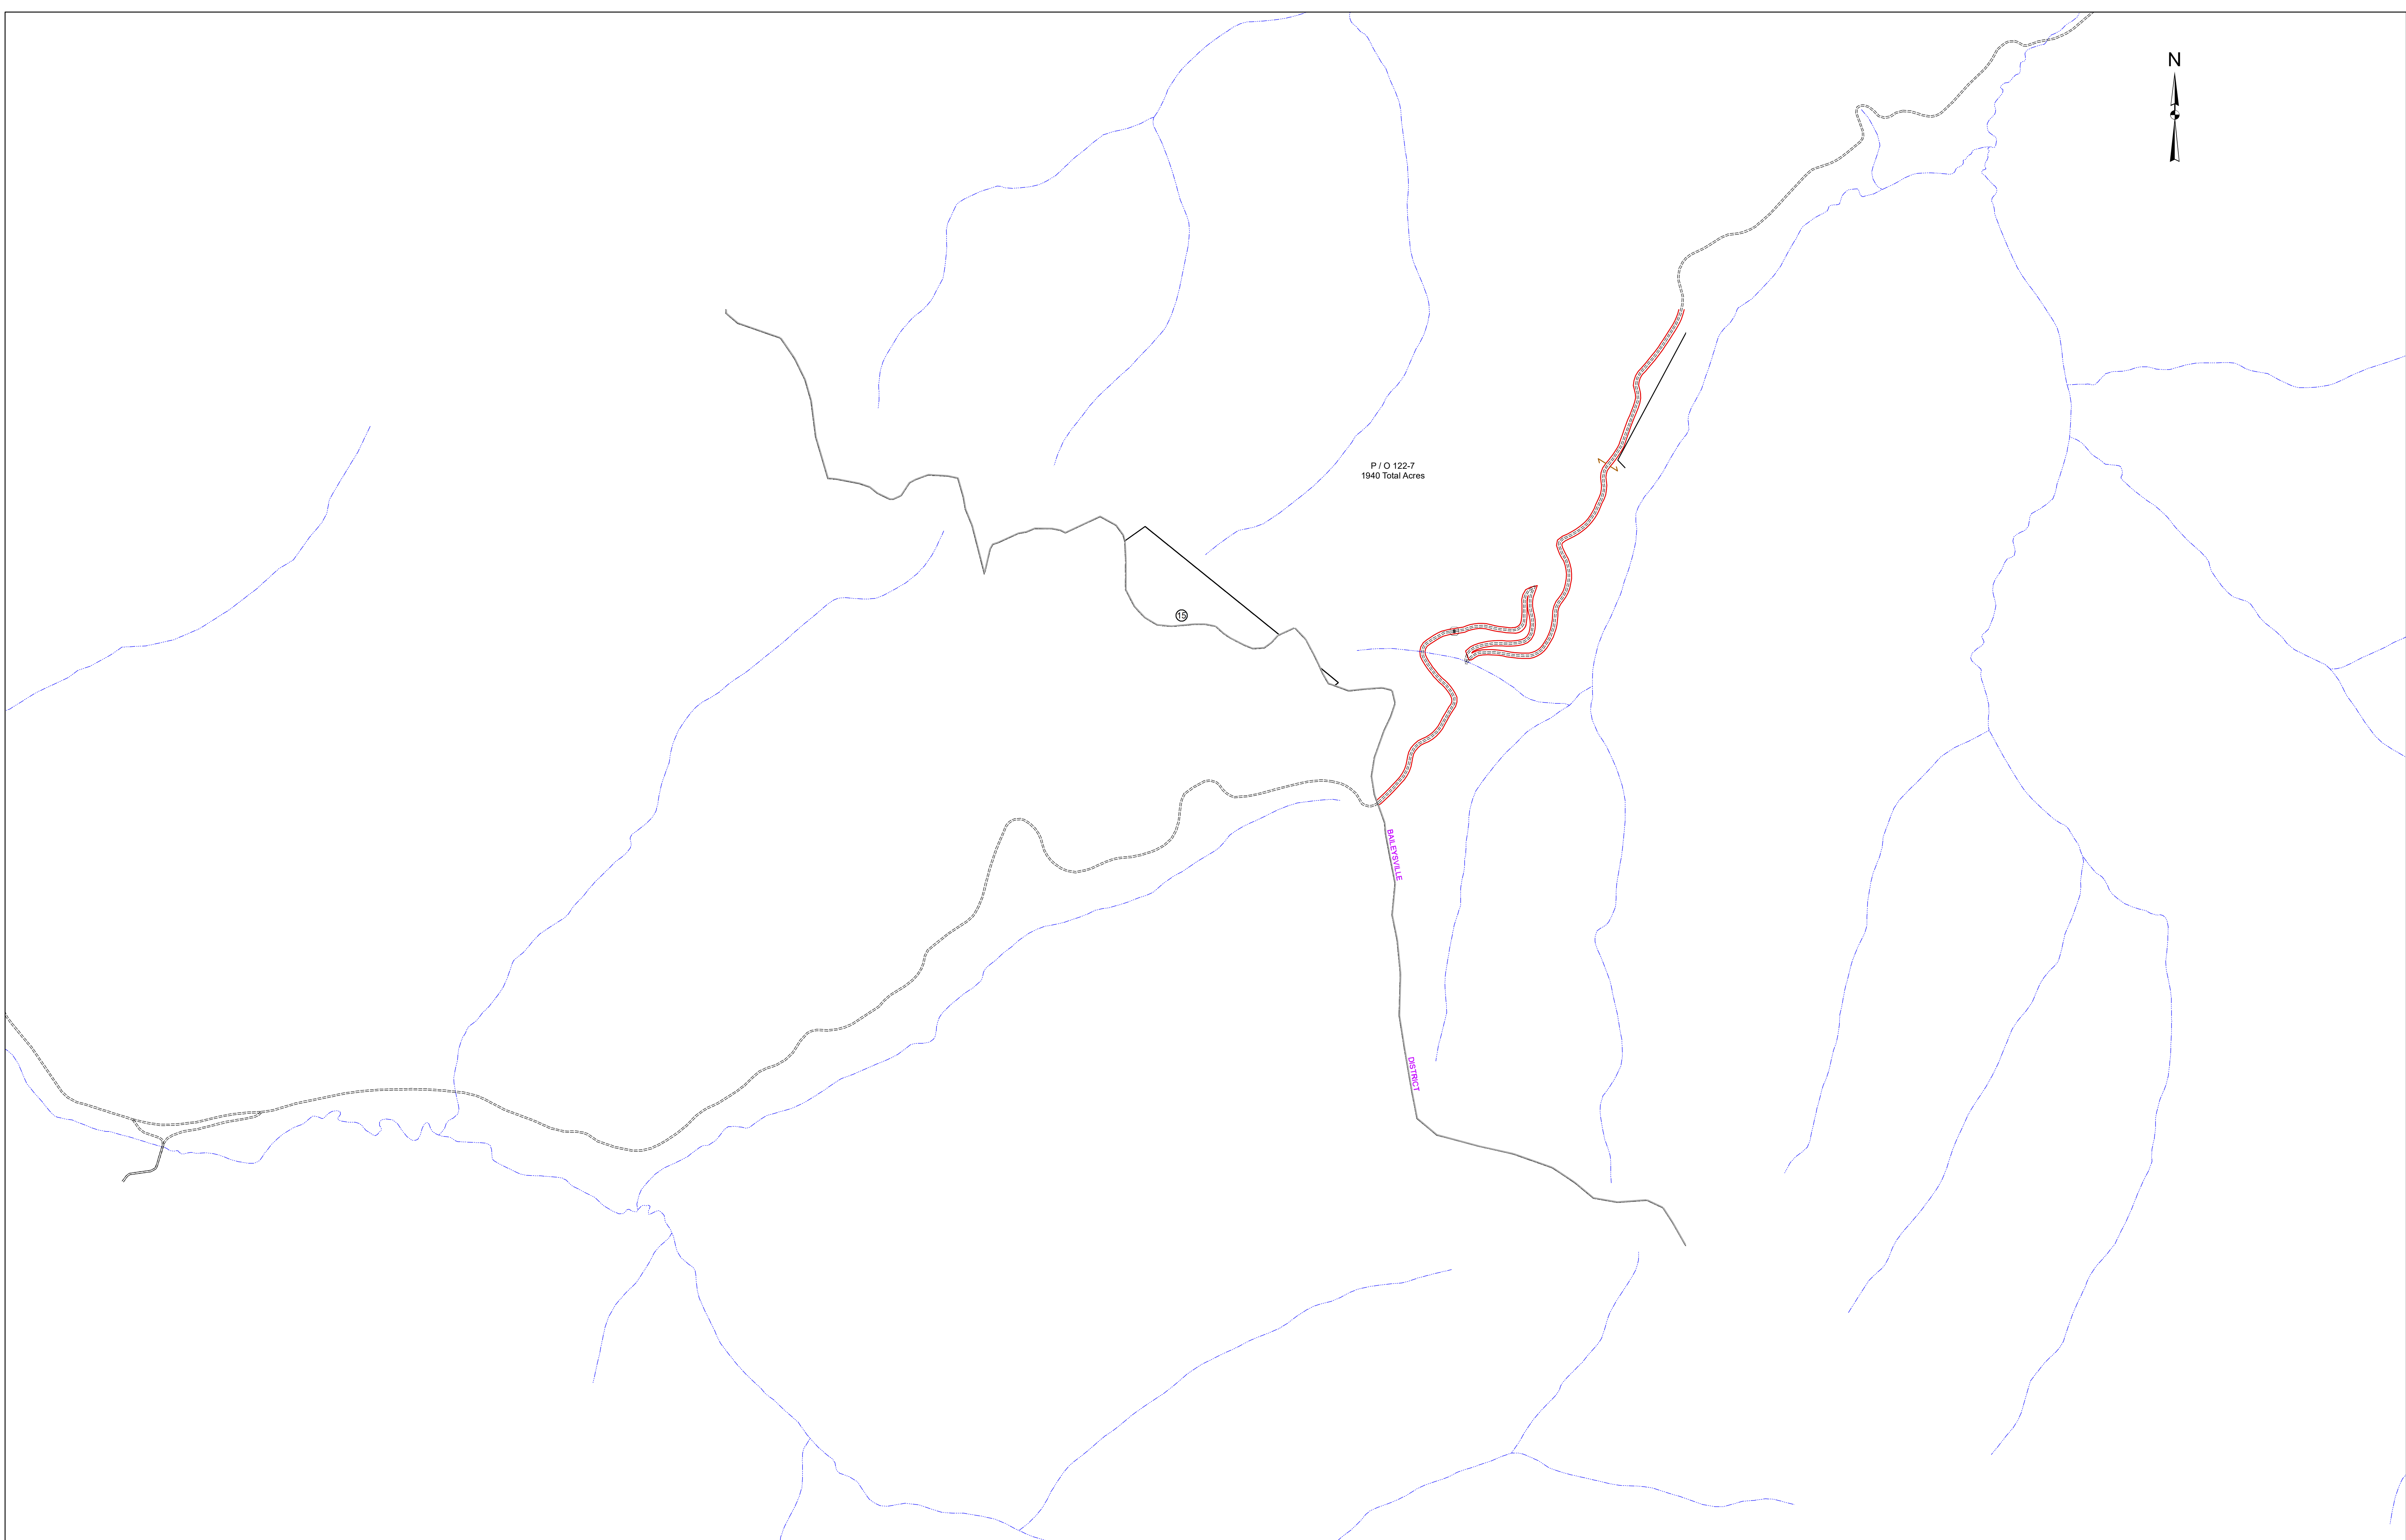 N
P / O 122-7
1940 Total Acres
15
BAILEYSVILLE
DISTRICT